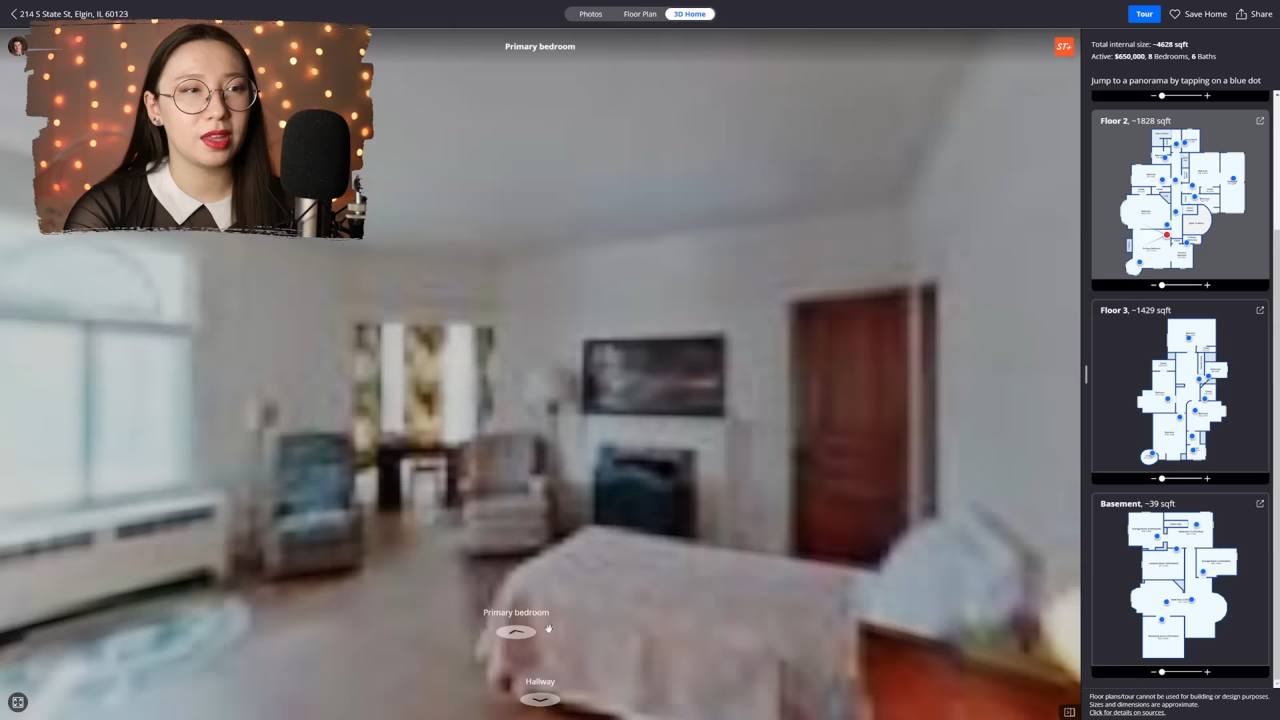 214 S State St, Elgin, IL 60123
Photos
Floor Plan
3D Home
Tour
Save Home
Share
Primary bedroom
ST+
Total internal size: ~4628 sqft
Active: $650,000, 8 Bedrooms, 6 Baths
Jump to a panorama by tapping on a blue dot
Floor 2, ~1828 sqft
Floor 3, ~1429 sqft
Basement, ~39 sqft
Primary bedroom
Hallway
Floor plans/tour cannot be used for building or design purposes.
Sizes and dimensions are approximate.
Click for details on sources.